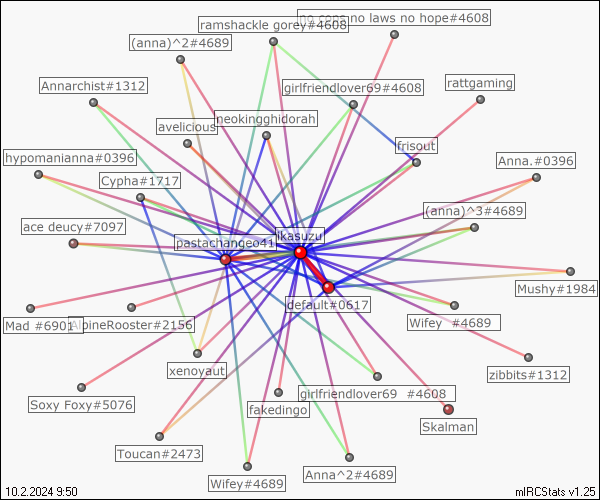 no cops no laws no hope#4608
ramshackle gorey#4608
(anna)^2#4689
Annarchist#1312
girlfriendlover69#4608
rattgaming
neokingghidorah
avelicious
frisout
hypomanianna#0396
Anna.#0396
Cypha#1717
(anna)^3#4689
ace deucy#7097
ikasuzu
pastachangeo41
Mushy#1984
default#0617
Mad #6901
AlpineRooster#2156
Wifey  #4689
xenoyaut
zibbits#1312
girlfriendlover69  #4608
Soxy Foxy#5076
fakedingo
Skalman
Toucan#2473
Anna^2#4689
Wifey#4689
10.2.2024 9:50
mIRCStats v1.25